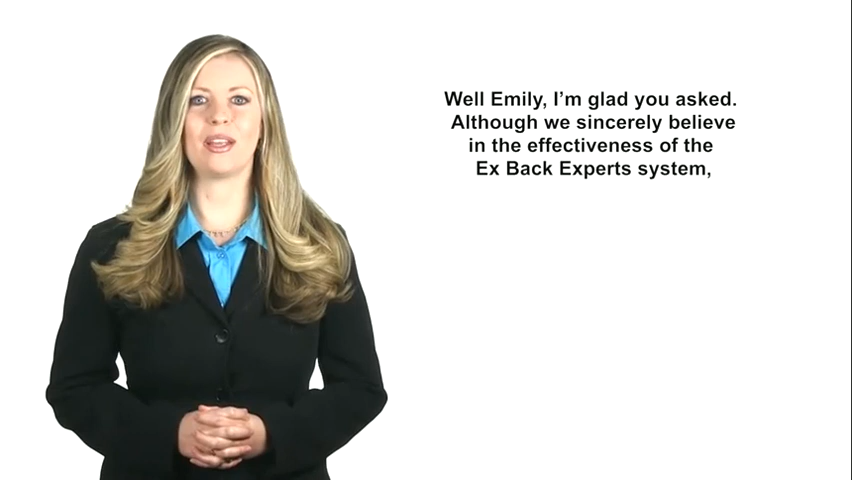 Well Emily, I'm glad you asked.
Although we sincerely believe
in the effectiveness of the
Ex Back Experts system,